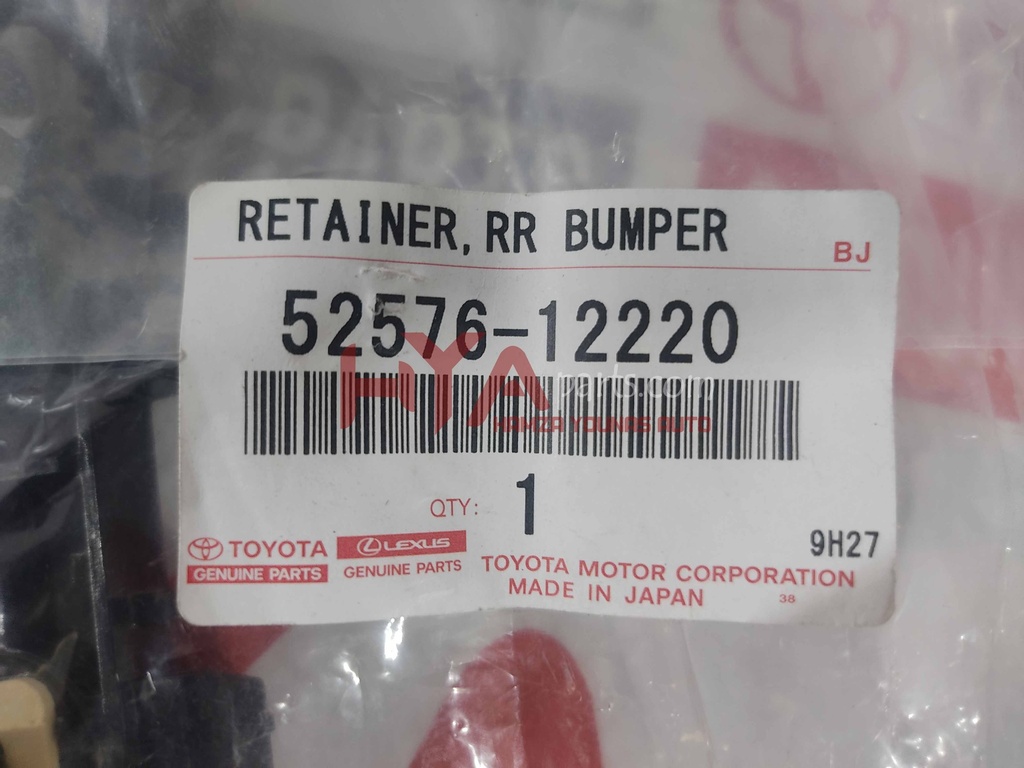 RETAINER, RR BUMPER
BJ
52576-12220
HYA parts.com
HAMZA YOUNUS AUTO
QTY: 1
9H27
TOYOTA
GENUINE PARTS
LEXUS
GENUINE PARTS
TOYOTA MOTOR CORPORATION
MADE IN JAPAN
38